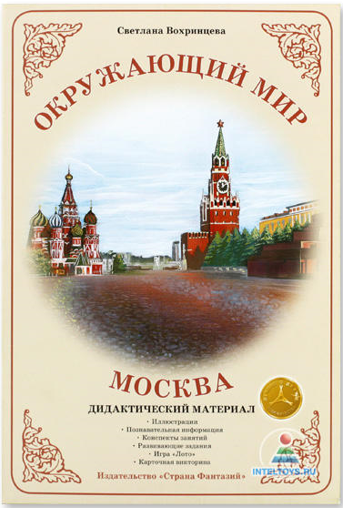 Светлана Вохринцева
ОКРУЖАЮЩИЙ МИР
МОСКВА
ДИДАКТИЧЕСКИЙ МАТЕРИАЛ
• Иллюстрации
• Познавательная информация
• Конспекты занятий
• Развивающие задания
• Игра «Лото»
• Карточная викторина
Издательство «Страна Фантазий»
INTELTOYS.RU